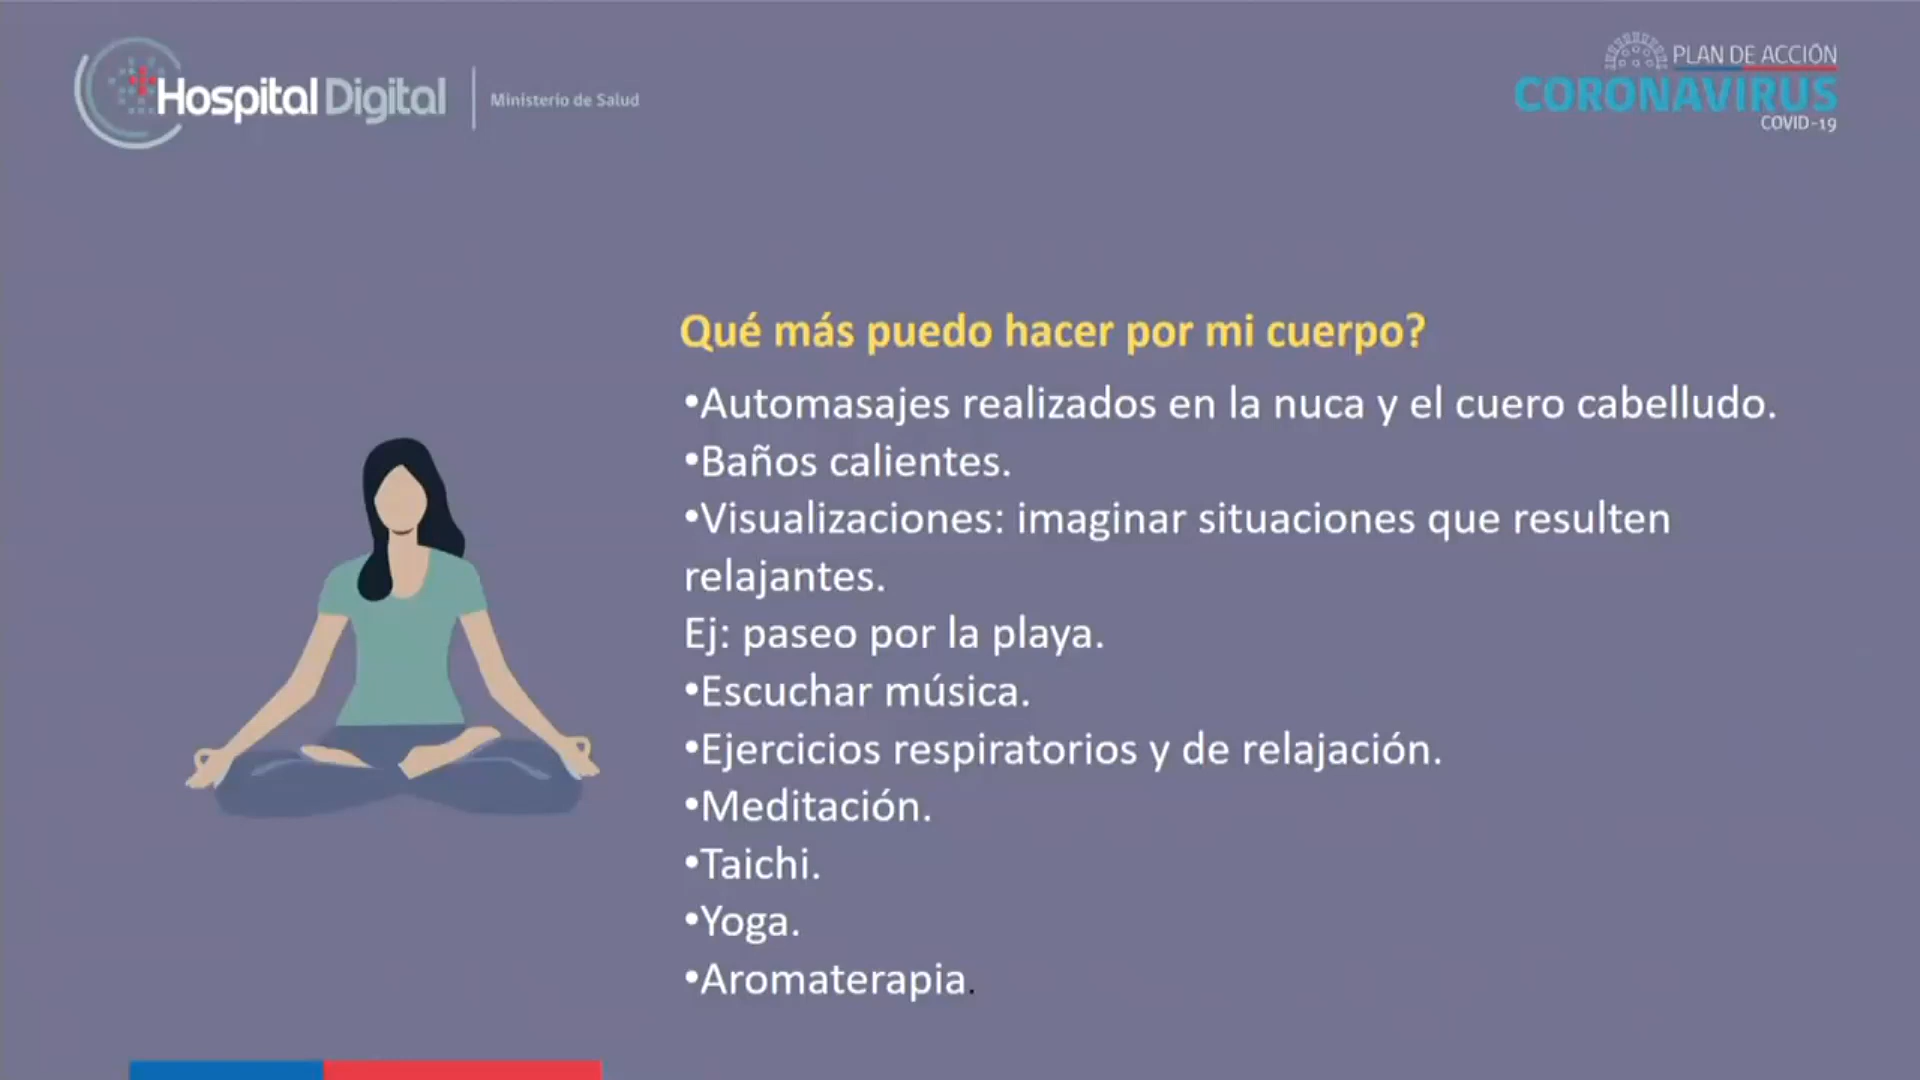 Hospital Digital
Ministerio de Salud
PLAN DE ACCIÓN
CORONAVIRUS
COVID-19
Qué más puedo hacer por mi cuerpo?
•Automasajes realizados en la nuca y el cuero cabelludo.
•Baños calientes.
•Visualizaciones: imaginar situaciones que resulten
relajantes.
Ej: paseo por la playa.
•Escuchar música.
•Ejercicios respiratorios y de relajación.
•Meditación.
•Taichi.
•Yoga.
•Aromaterapia.